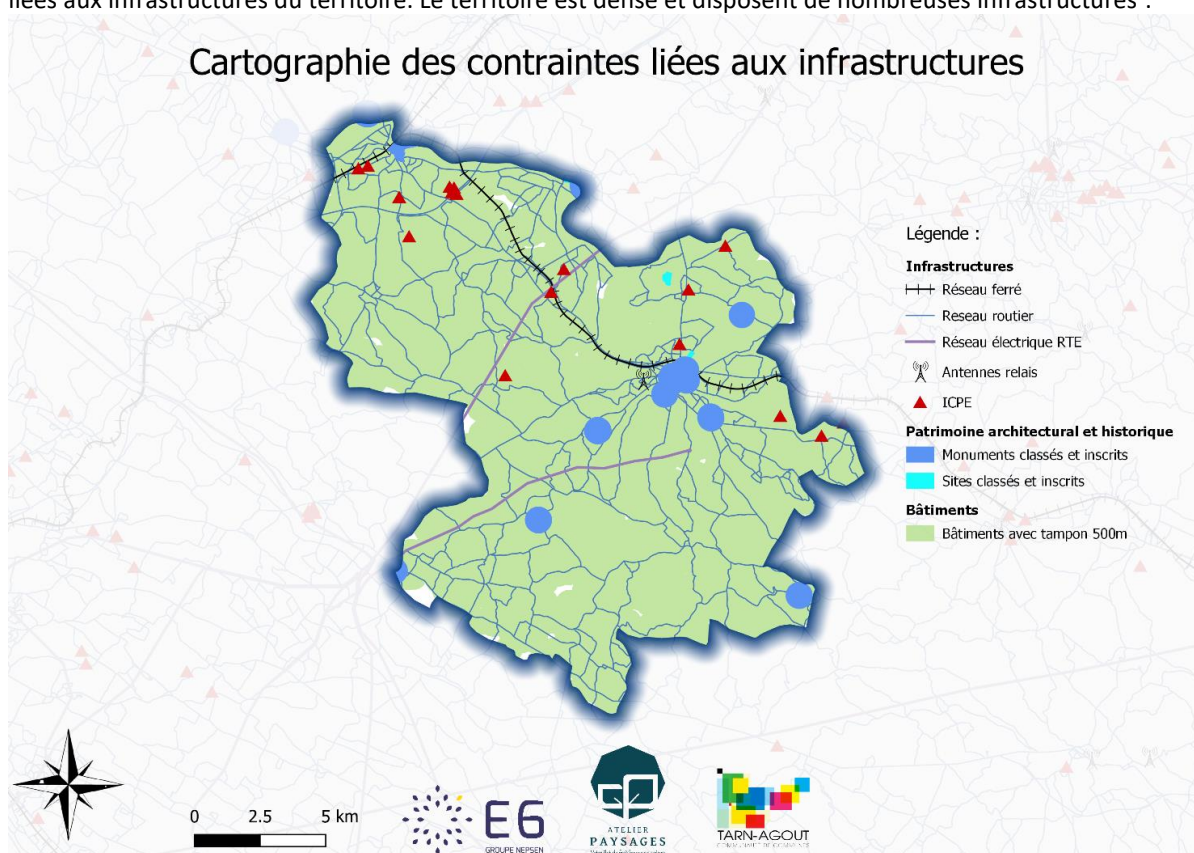 liées aux infrastructures du territoire. Le territoire est dense et disposent de nombreuses infrastructures :
Cartographie des contraintes liées aux infrastructures
Légende :
Infrastructures
Réseau ferré
Reseau routier
Réseau électrique RTE
Antennes relais
ICPE
Patrimoine architectural et historique
Monuments classés et inscrits
Sites classés et inscrits
Bâtiments
Bâtiments avec tampon 500m
0 2.5 5 km
E6
GROUPE NEPSEN
ATELIER
PAYSAGES
TARN-AGOUT